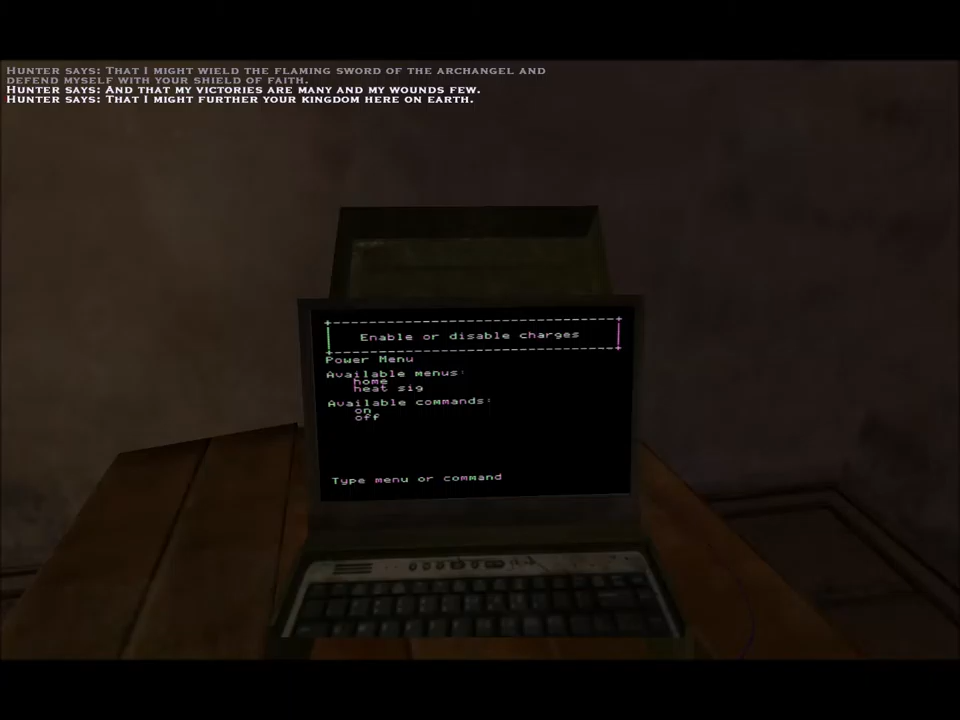 HUNTER SAYS: THAT I MIGHT WIELD THE FLAMING SWORD OF THE ARCHANGEL AND
DEFEND MYSELF WITH YOUR SHIELD OF FAITH.
HUNTER SAYS: AND THAT MY VICTORIES ARE MANY AND MY WOUNDS FEW.
HUNTER SAYS: THAT I MIGHT FURTHER YOUR KINGDOM HERE ON EARTH.
Enable or disable charges
Power Menu
Available menus:
home
heat sig
Available commands:
on
off
Type menu or command